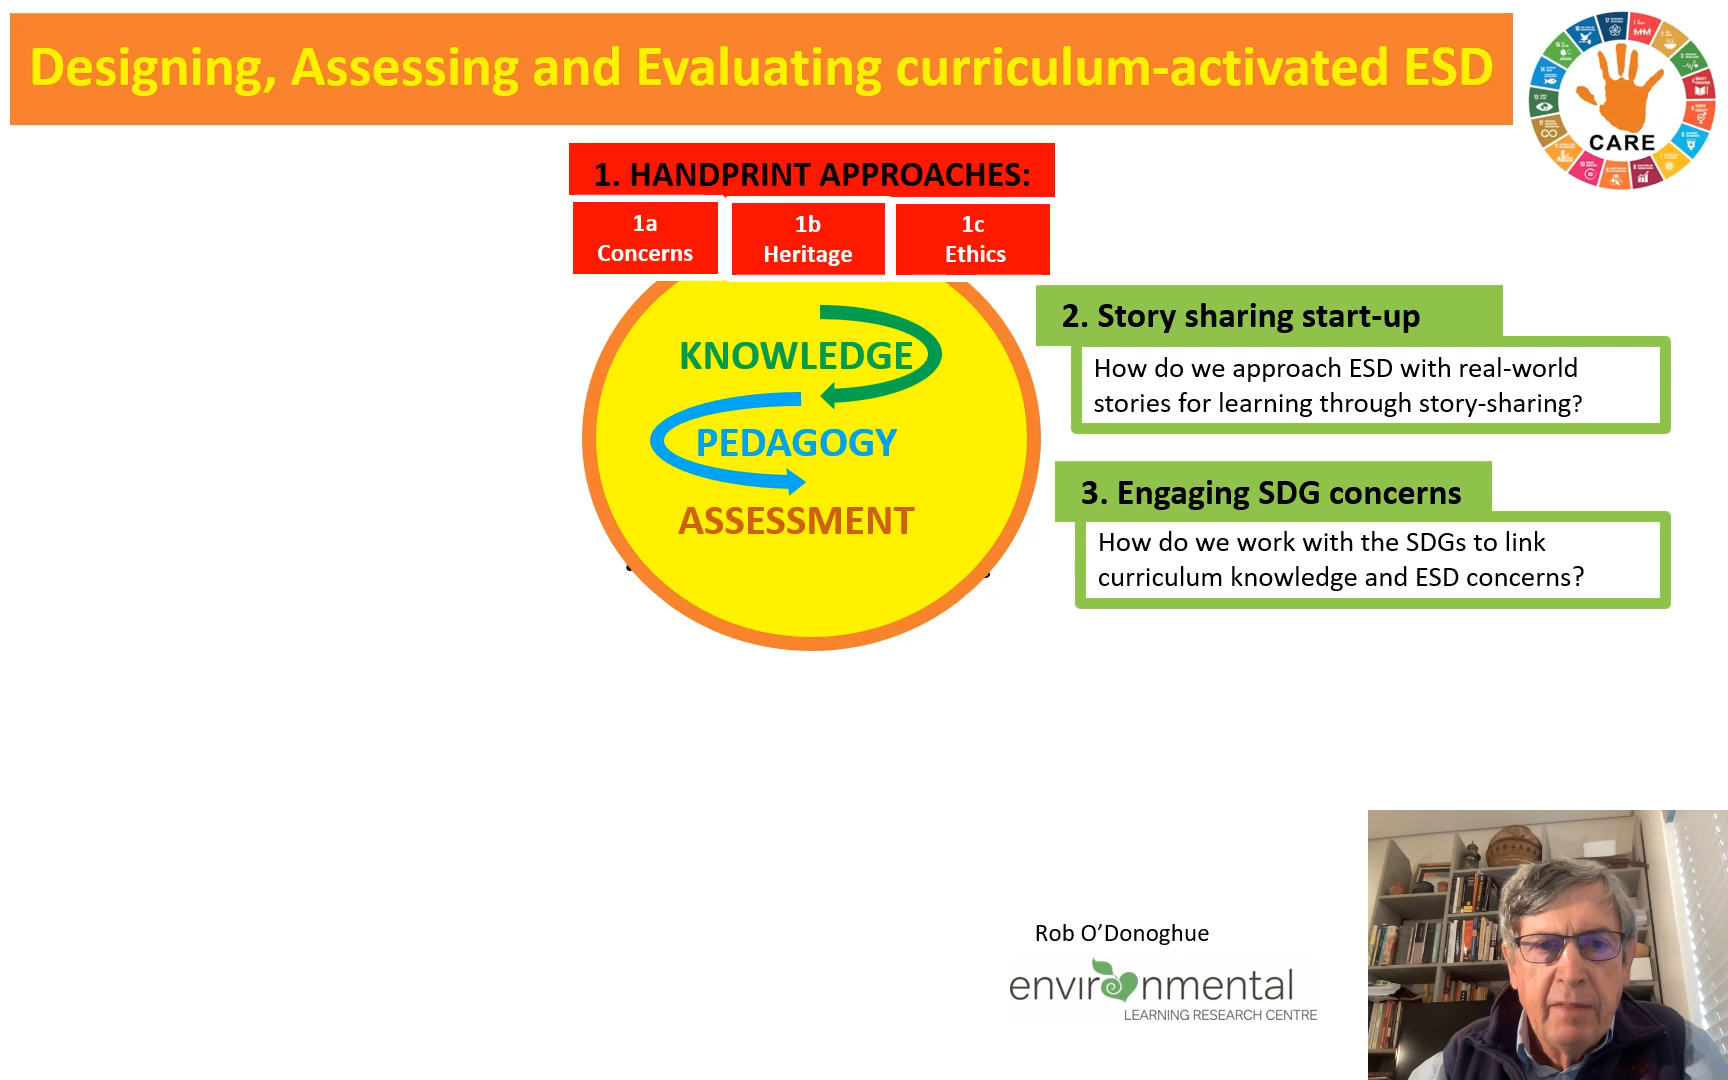 Designing, Assessing and Evaluating curriculum-activated ESD
CARE
1. HANDPRINT APPROACHES:
1a
Concerns
1b
Heritage
1c
Ethics
KNOWLEDGE
PEDAGOGY
ASSESSMENT
2. Story sharing start-up
How do we approach ESD with real-world
stories for learning through story-sharing?
3. Engaging SDG concerns
How do we work with the SDGs to link
curriculum knowledge and ESD concerns?
Rob O’Donoghue
environmental
LEARNING RESEARCH CENTRE